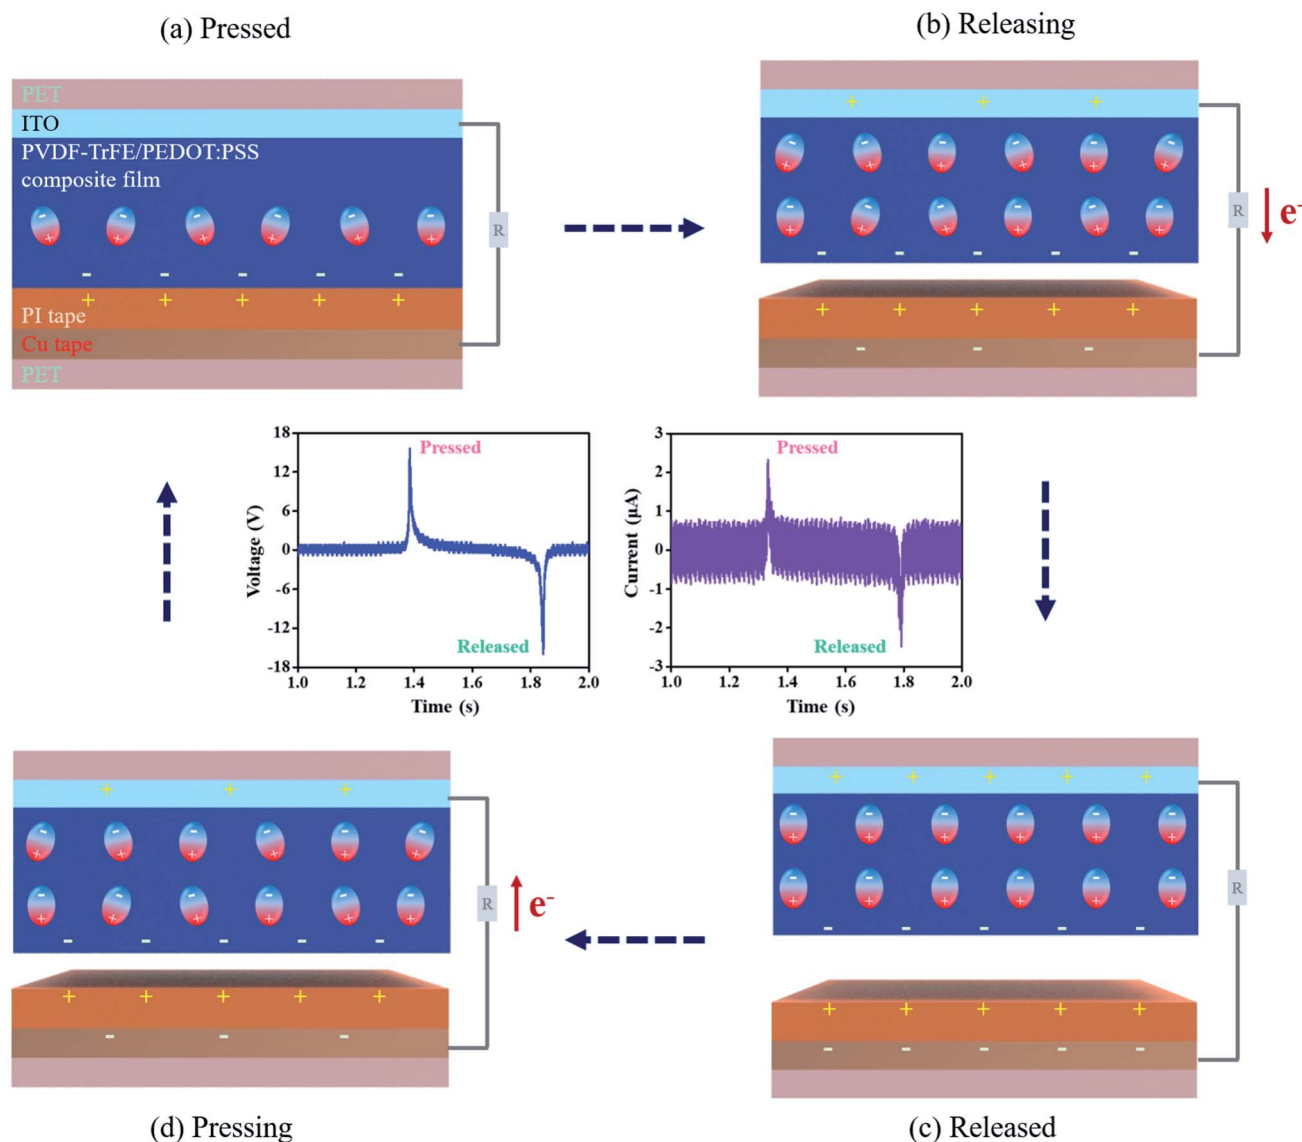 (a) Pressed
(b) Releasing
PET
ITO
PVDF-TrFE/PEDOT:PSS
composite film
R
PI tape
Cu tape
PET
+ + +
R
e-
18
12
6
0
-6
-12
-18
Voltage (V)
Pressed
Released
1.0 1.2 1.4 1.6 1.8 2.0
Time (s)
3
2
1
0
-1
-2
-3
Current (μA)
Pressed
Released
1.0 1.2 1.4 1.6 1.8 2.0
Time (s)
R
e-
R
(d) Pressing
(c) Released